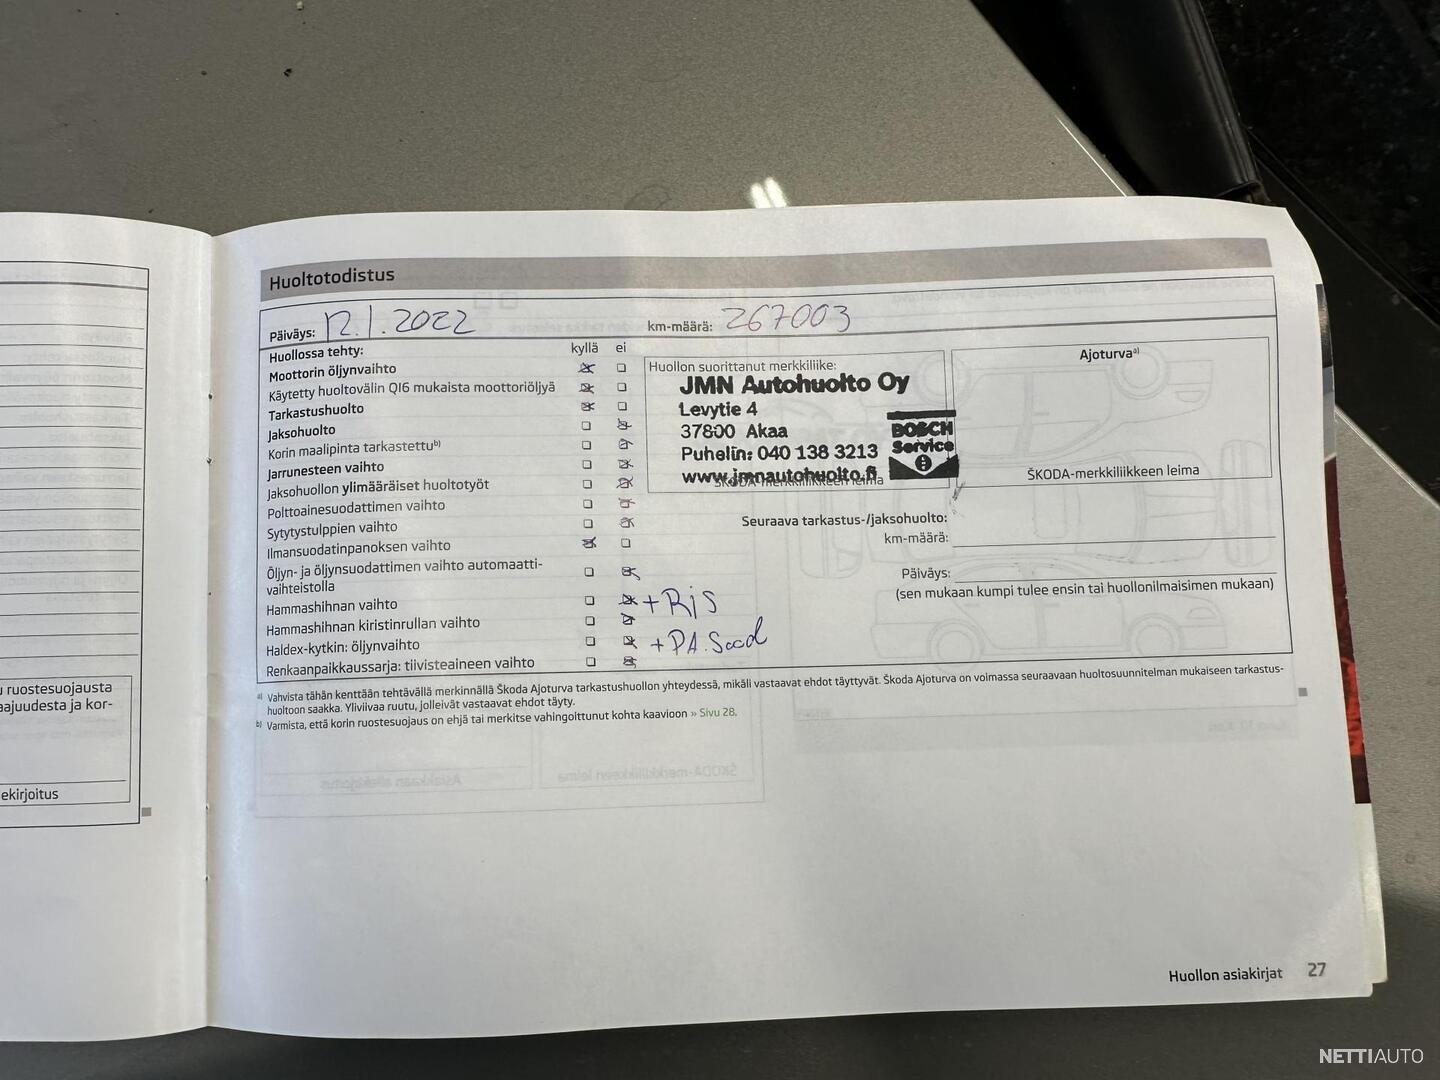 Huoltotodistus
Päiväys: 12.1.2022 km-määrä: 267003
Huollossa tehty: kyllä ei
Moottorin öljynvaihto
Käytetty huoltovälin QI6 mukaista moottoriöljyä
Tarkastushuolto
Jaksohuolto
Korin maalipinta tarkastettu b)
Jarrunesteen vaihto
Jaksohuollon ylimääräiset huoltotyöt
Polttoainesuodattimen vaihto
Sytytystulppien vaihto
Ilmansuodatinpanoksen vaihto
Öljyn- ja öljynsuodattimen vaihto automaatti-
vaihteistolla
Hammashihnan vaihto
Hammashihnan kiristinrullan vaihto
Haldex-kytkin: öljynvaihto
Renkaanpaikkaussarja: tiivisteaineen vaihto
+ Rjs
+ PA. Suod
Huollon suorittanut merkkiliike:
JMN Autohuolto Oy
Levytie 4
37800 Akaa
Puhelin: 040 138 3213
www.jmnautohuolto.fi
BOSCH
Service
ŠKODA-merkkiliikkeen leima
Ajoturva a)
ŠKODA-merkkiliikkeen leima
Seuraava tarkastus-/jaksohuolto:
km-määrä:
Päiväys:
(sen mukaan kumpi tulee ensin tai huollonilmaisimen mukaan)
a) Vahvista tähän kenttään tehtävällä merkinnällä Škoda Ajoturva tarkastushuollon yhteydessä, mikäli vastaavat ehdot täyttyvät. Škoda Ajoturva on voimassa seuraavaan huoltosuunnitelman mukaiseen tarkastus-
huoltoon saakka. Yliviivaa ruutu, jolleivät vastaavat ehdot täyty.
b) Varmista, että korin ruostesuojaus on ehjä tai merkitse vahingoittunut kohta kaavioon » Sivu 28.
u ruostesuojausta
aajuudesta ja kor-
ekirjoitus
Huollon asiakirjat 27
NETTIAUTO